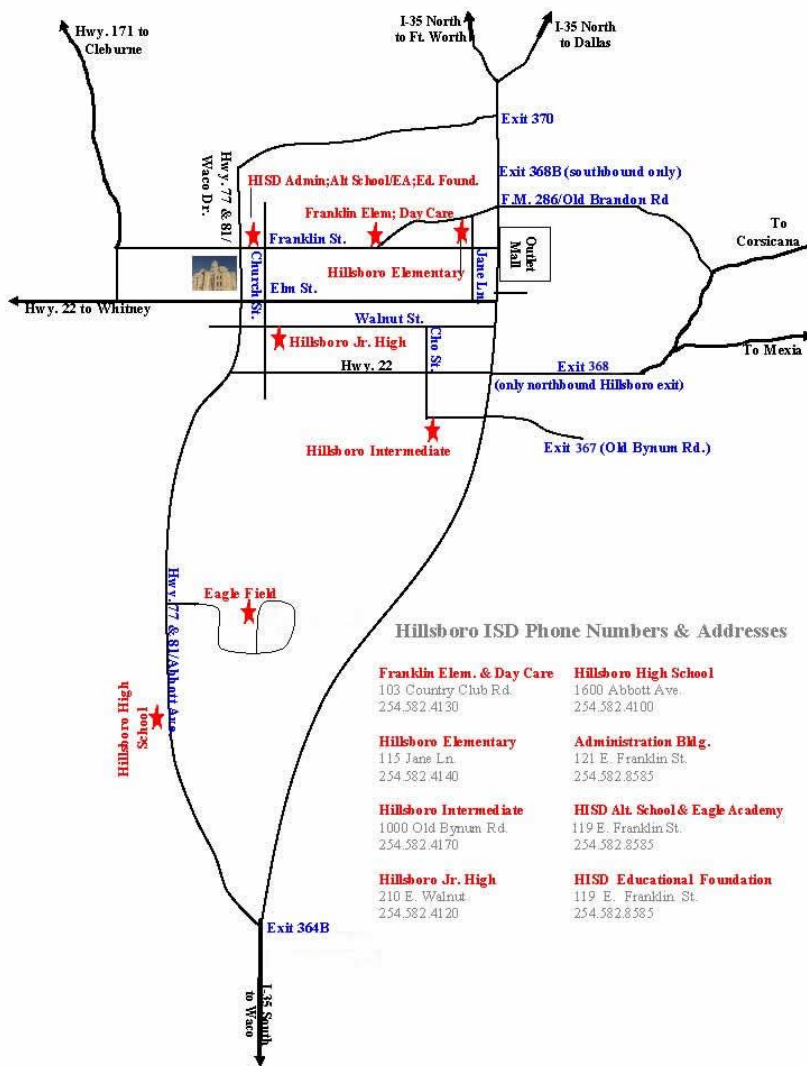 Hwy. 171 to
Cleburne
I-35 North
to Ft. Worth
I-35 North
to Dallas
Exit 370
Hwy. 77 & 81/
Waco Dr.
Exit 368B (southbound only)
HISD Admin;Alt School/EA;Ed. Found.
F.M. 286/Old Brandon Rd
Franklin Elem; Day Care
To
Corsicana
Franklin St.
Outlet
Mall
Church St.
Hillsboro Elementary
Jane Ln.
Elm St.
Hwy. 22 to Whitney
Walnut St.
Cho St.
Hillsboro Jr. High
To Mexia
Hwy. 22
Exit 368
(only northbound Hillsboro exit)
Hillsboro Intermediate
Exit 367 (Old Bynum Rd.)
Hwy. 77 & 81/Abbott Ave.
Eagle Field
Hillsboro High
School
Hillsboro ISD Phone Numbers & Addresses
Franklin Elem. & Day Care
103 Country Club Rd.
254.582.4130
Hillsboro High School
1600 Abbott Ave.
254.582.4100
Hillsboro Elementary
115 Jane Ln.
254.582.4140
Administration Bldg.
121 E. Franklin St.
254.582.8585
Hillsboro Intermediate
1000 Old Bynum Rd.
254.582.4170
HISD Alt. School & Eagle Academy
119 E. Franklin St.
254.582.8585
Hillsboro Jr. High
210 E. Walnut
254.582.4120
HISD Educational Foundation
119 E. Franklin St.
254.582.8585
Exit 364B
I-35 South
to Waco